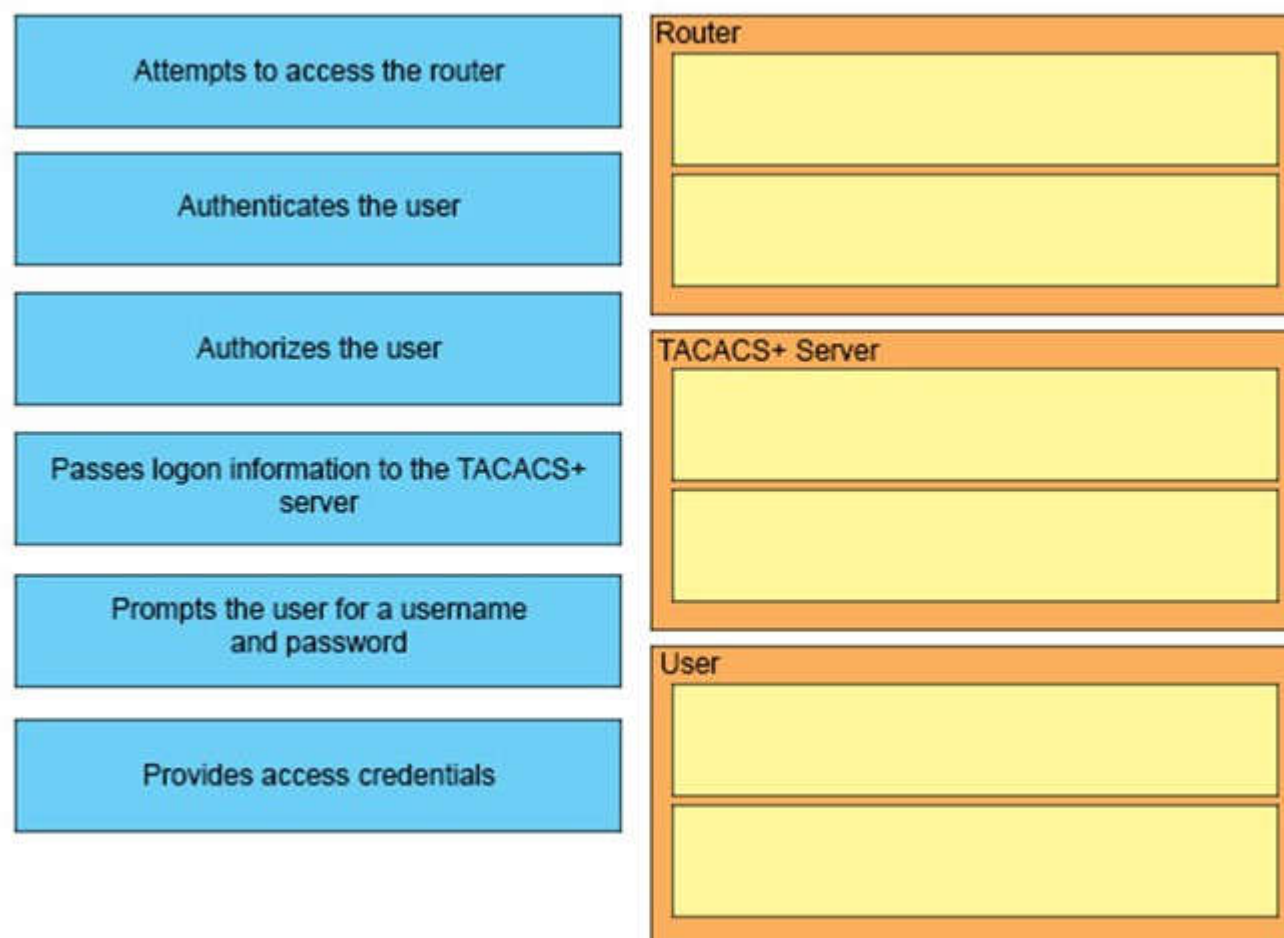 Attempts to access the router
Authenticates the user
Authorizes the user
Passes logon information to the TACACS+
server
Prompts the user for a username
and password
Provides access credentials
Router
TACACS+ Server
User